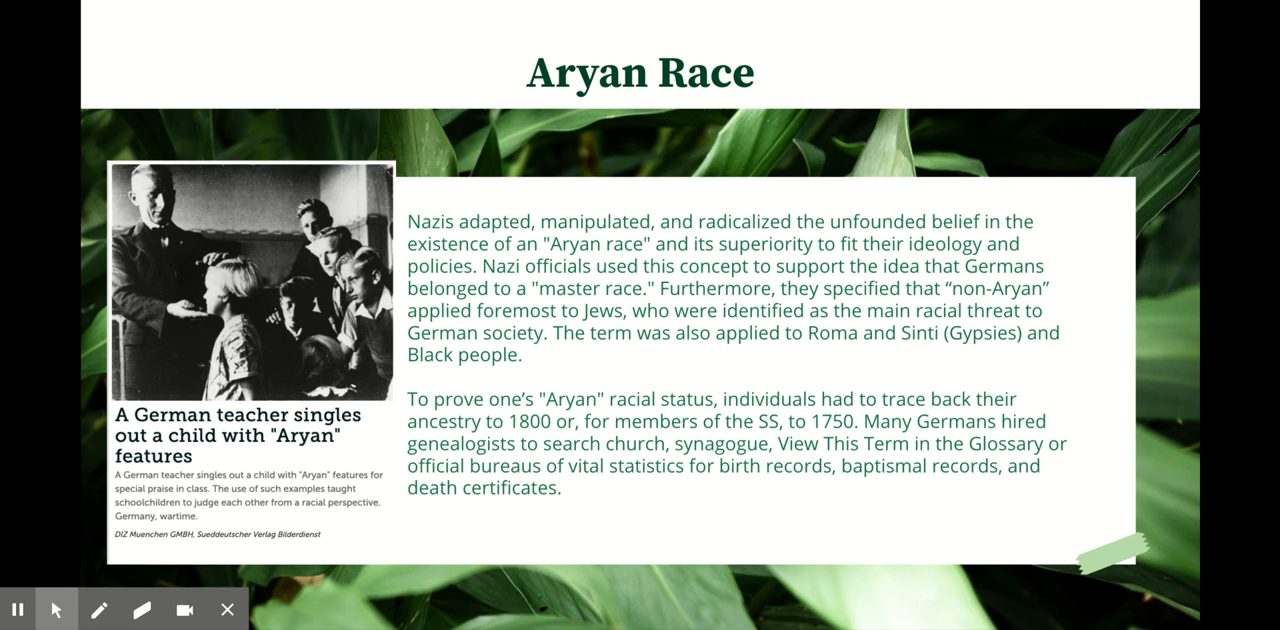 Aryan Race
Nazis adapted, manipulated, and radicalized the unfounded belief in the
existence of an "Aryan race" and its superiority to fit their ideology and
policies. Nazi officials used this concept to support the idea that Germans
belonged to a "master race." Furthermore, they specified that “non-Aryan”
applied foremost to Jews, who were identified as the main racial threat to
German society. The term was also applied to Roma and Sinti (Gypsies) and
Black people.
To prove one’s "Aryan" racial status, individuals had to trace back their
ancestry to 1800 or, for members of the SS, to 1750. Many Germans hired
genealogists to search church, synagogue, View This Term in the Glossary or
official bureaus of vital statistics for birth records, baptismal records, and
death certificates.
A German teacher singles
out a child with "Aryan"
features
A German teacher singles out a child with "Aryan" features for
special praise in class. The use of such examples taught
schoolchildren to judge each other from a racial perspective.
Germany, wartime.
DIZ Muenchen GMBH, Sueddeutscher Verlag Bilderdienst